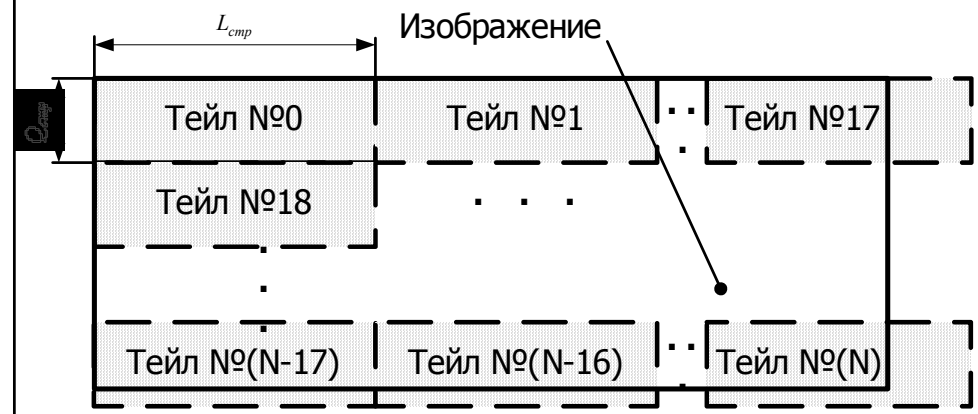 L_стр
Изображение
Тейл №0
Тейл №1
Тейл №17
Тейл №18
Тейл №(N-17)
Тейл №(N-16)
Тейл №(N)